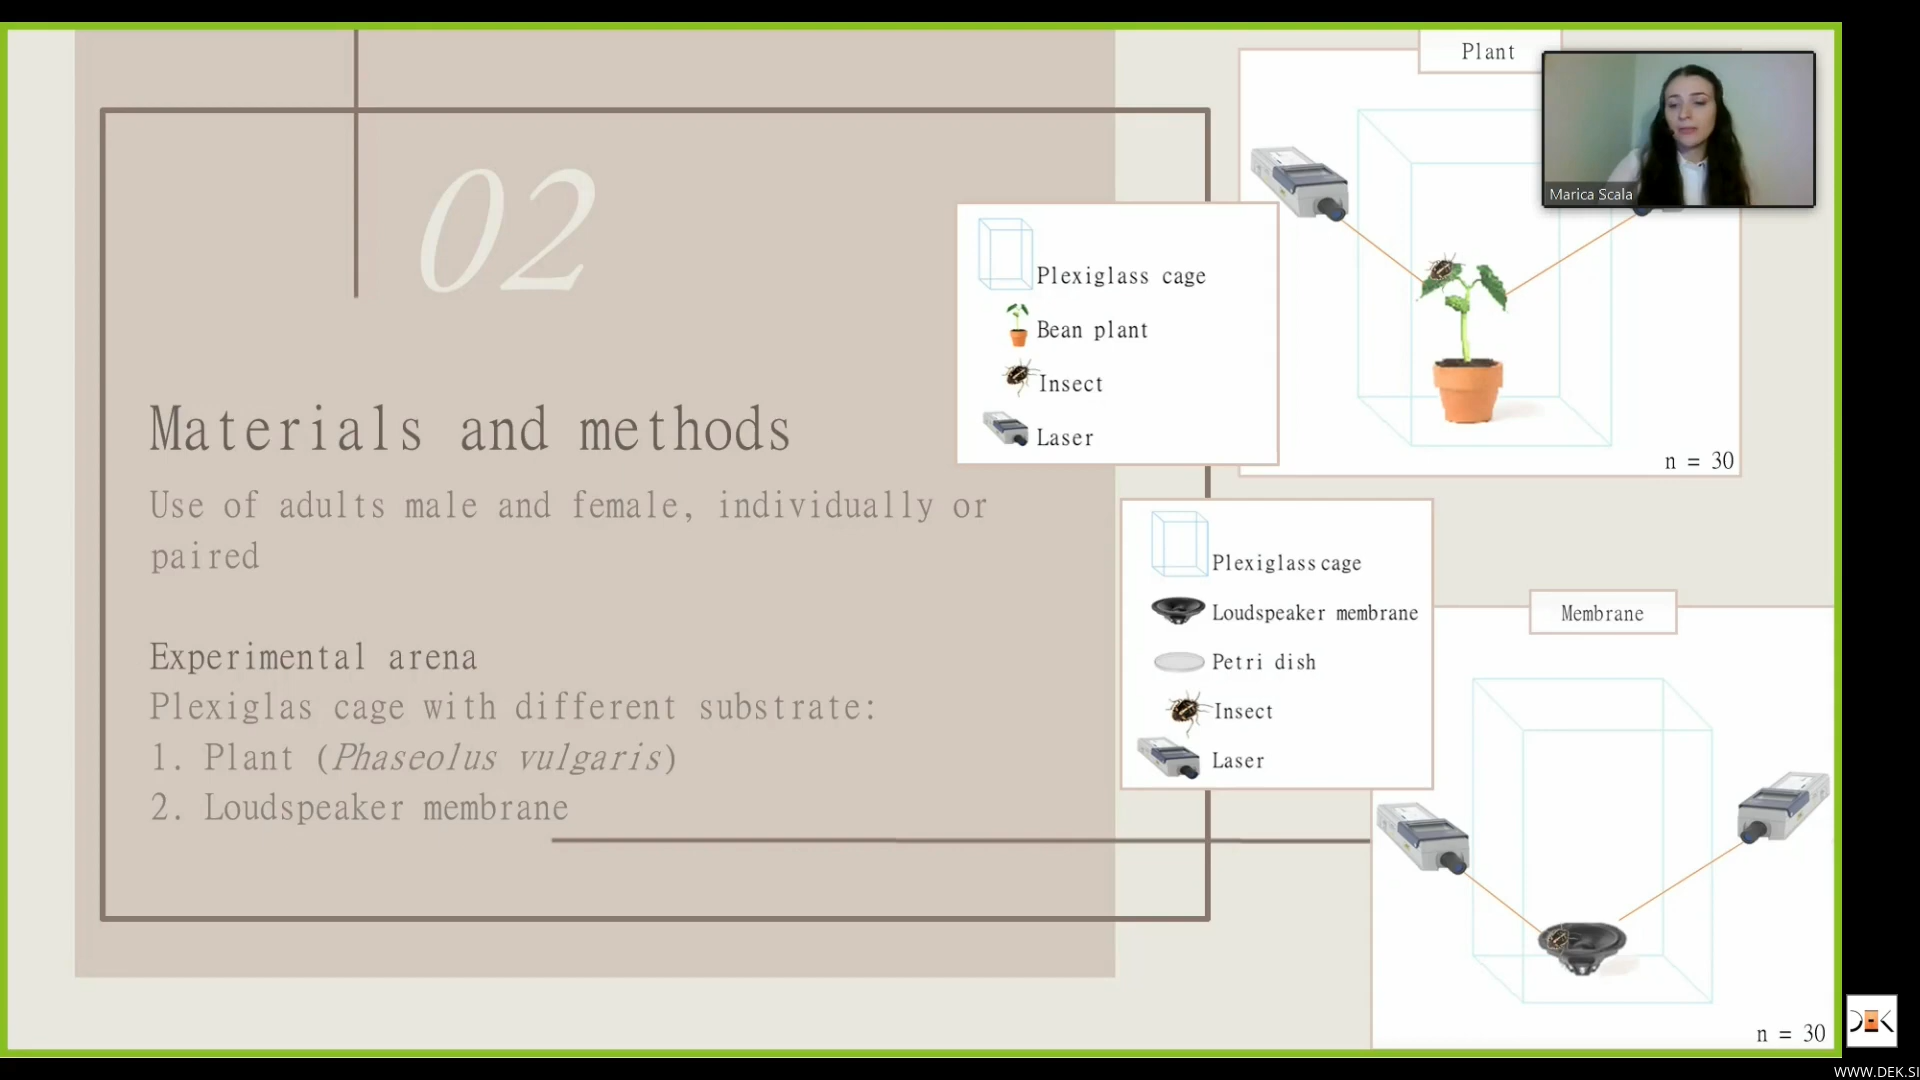 02
Materials and methods
Use of adults male and female, individually or
paired
Experimental arena
Plexiglas cage with different substrate:
1. Plant (Phaseolus vulgaris)
2. Loudspeaker membrane
Plexiglass cage
Bean plant
Insect
Laser
Plant
Marica Scala
n = 30
Plexiglass cage
Loudspeaker membrane
Petri dish
Insect
Laser
Membrane
n = 30
DEK
WWW.DEK.SI